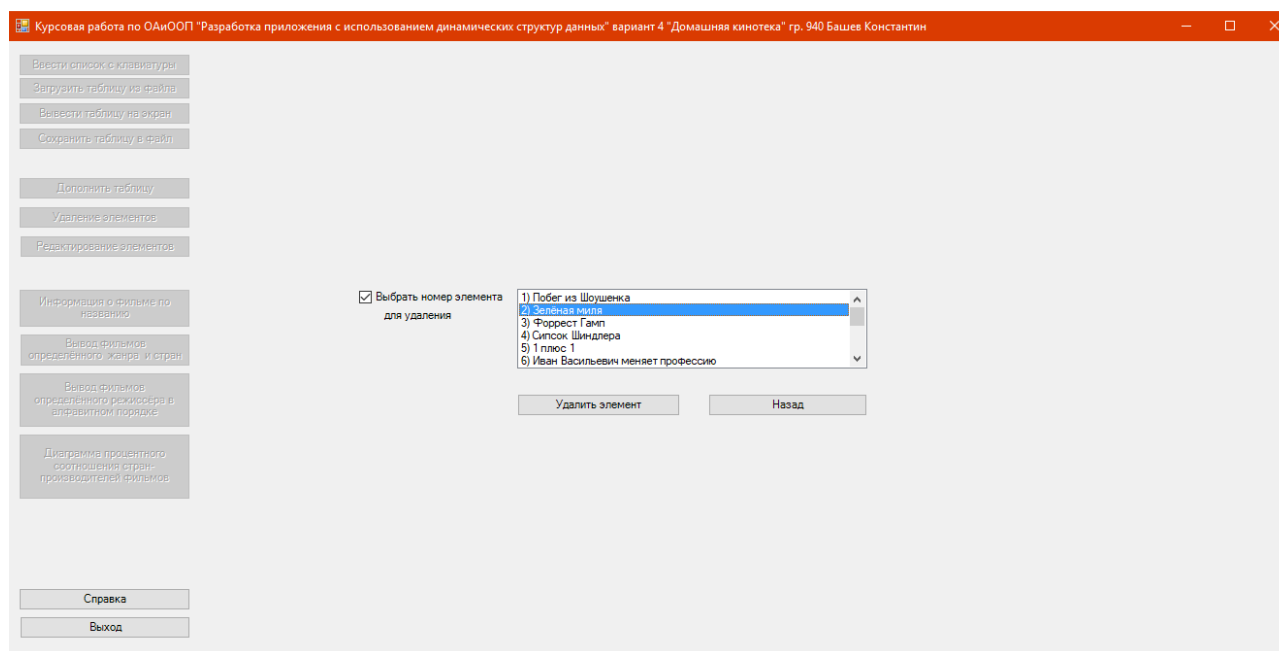 Курсовая работа по ОАиООП "Разработка приложения с использованием динамических структур данных" вариант 4 "Домашняя кинотека" гр. 940 Башев Константин
Ввести список с клавиатуры
Загрузить таблицу из файла
Вывести таблицу на экран
Сохранить таблицу в файл
Дополнить таблицу
Удаление элементов
Редактирование элементов
Информация о фильме по
названию
Вывод фильмов
определённого жанра и стран
Вывод фильмов
определённого режиссёра в
алфавитном порядке
Диаграмма процентного
соотношения стран-
производителей фильмов
Справка
Выход
Выбрать номер элемента
для удаления
1) Побег из Шоушенка
2) Зелёная миля
3) Форрест Гамп
4) Сипсок Шиндлера
5) 1 плюс 1
6) Иван Васильевич меняет профессию
Удалить элемент
Назад